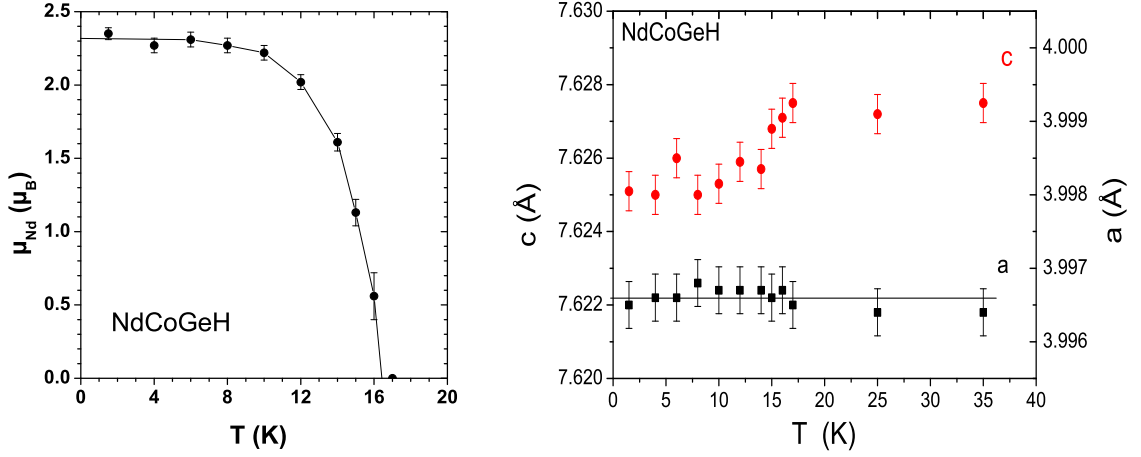 2.5
2.0
1.5
1.0
0.5
0.0
μNd (μB)
NdCoGeH
0 4 8 12 16 20
T (K)
7.630
7.628
7.626
7.624
7.622
7.620
c (Å)
NdCoGeH
c
a
4.000
3.999
3.998
3.997
3.996
a (Å)
0 5 10 15 20 25 30 35 40
T (K)